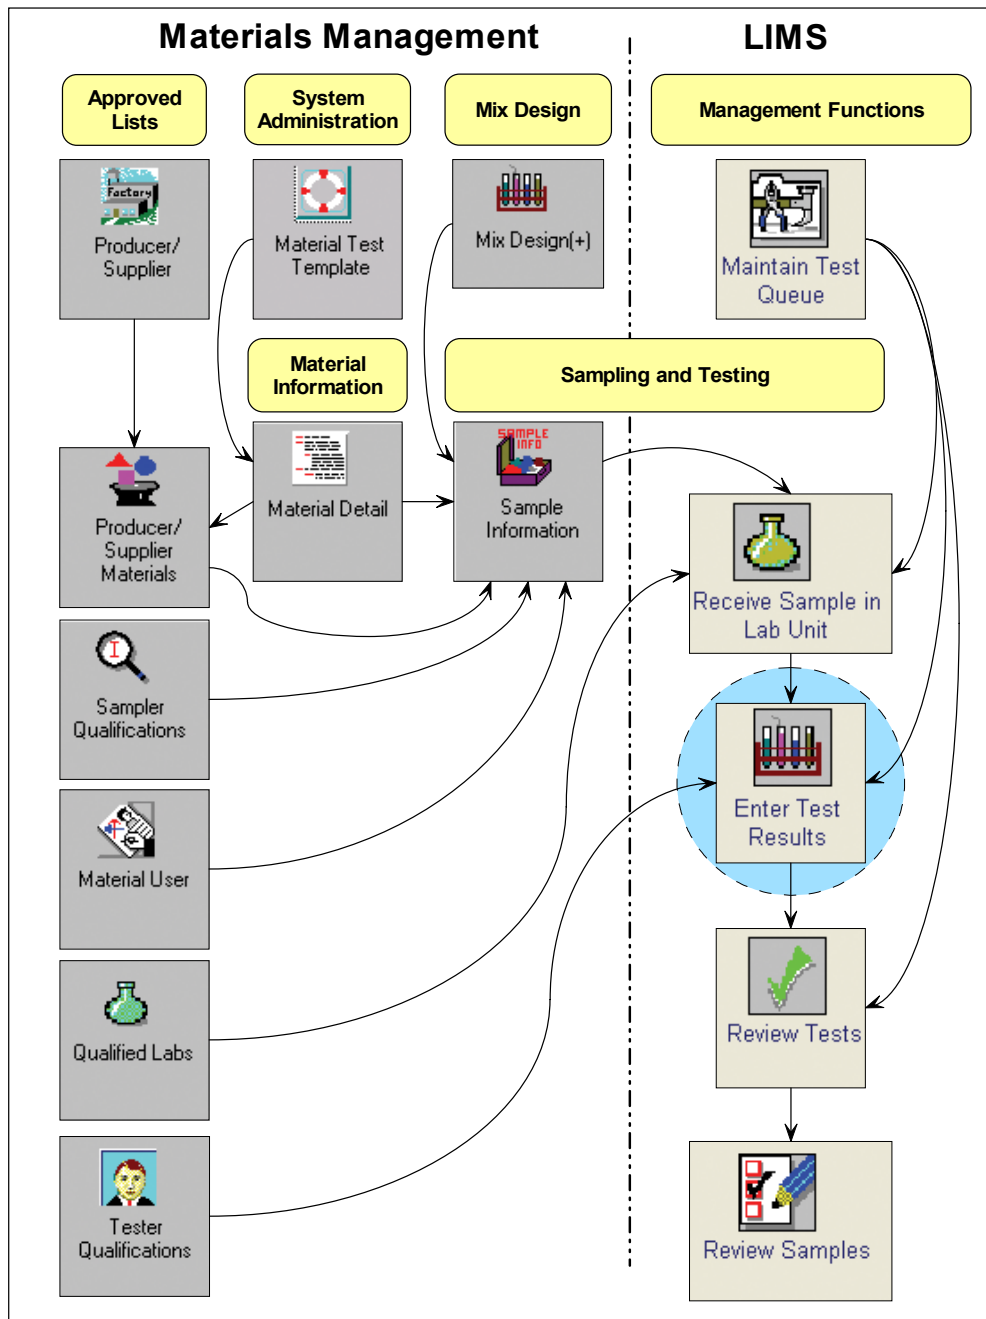 Materials Management
LIMS
Approved
Lists
System
Administration
Mix Design
Management Functions
Factory
Producer/
Supplier
Material Test
Template
Mix Design(+)
Maintain Test
Queue
Material
Information
Sampling and Testing
Producer/
Supplier
Materials
Material Detail
SAMPLE
INFO
Sample
Information
Receive Sample in
Lab Unit
I
Sampler
Qualifications
Enter Test
Results
Material User
Qualified Labs
Review Tests
Tester
Qualifications
Review Samples